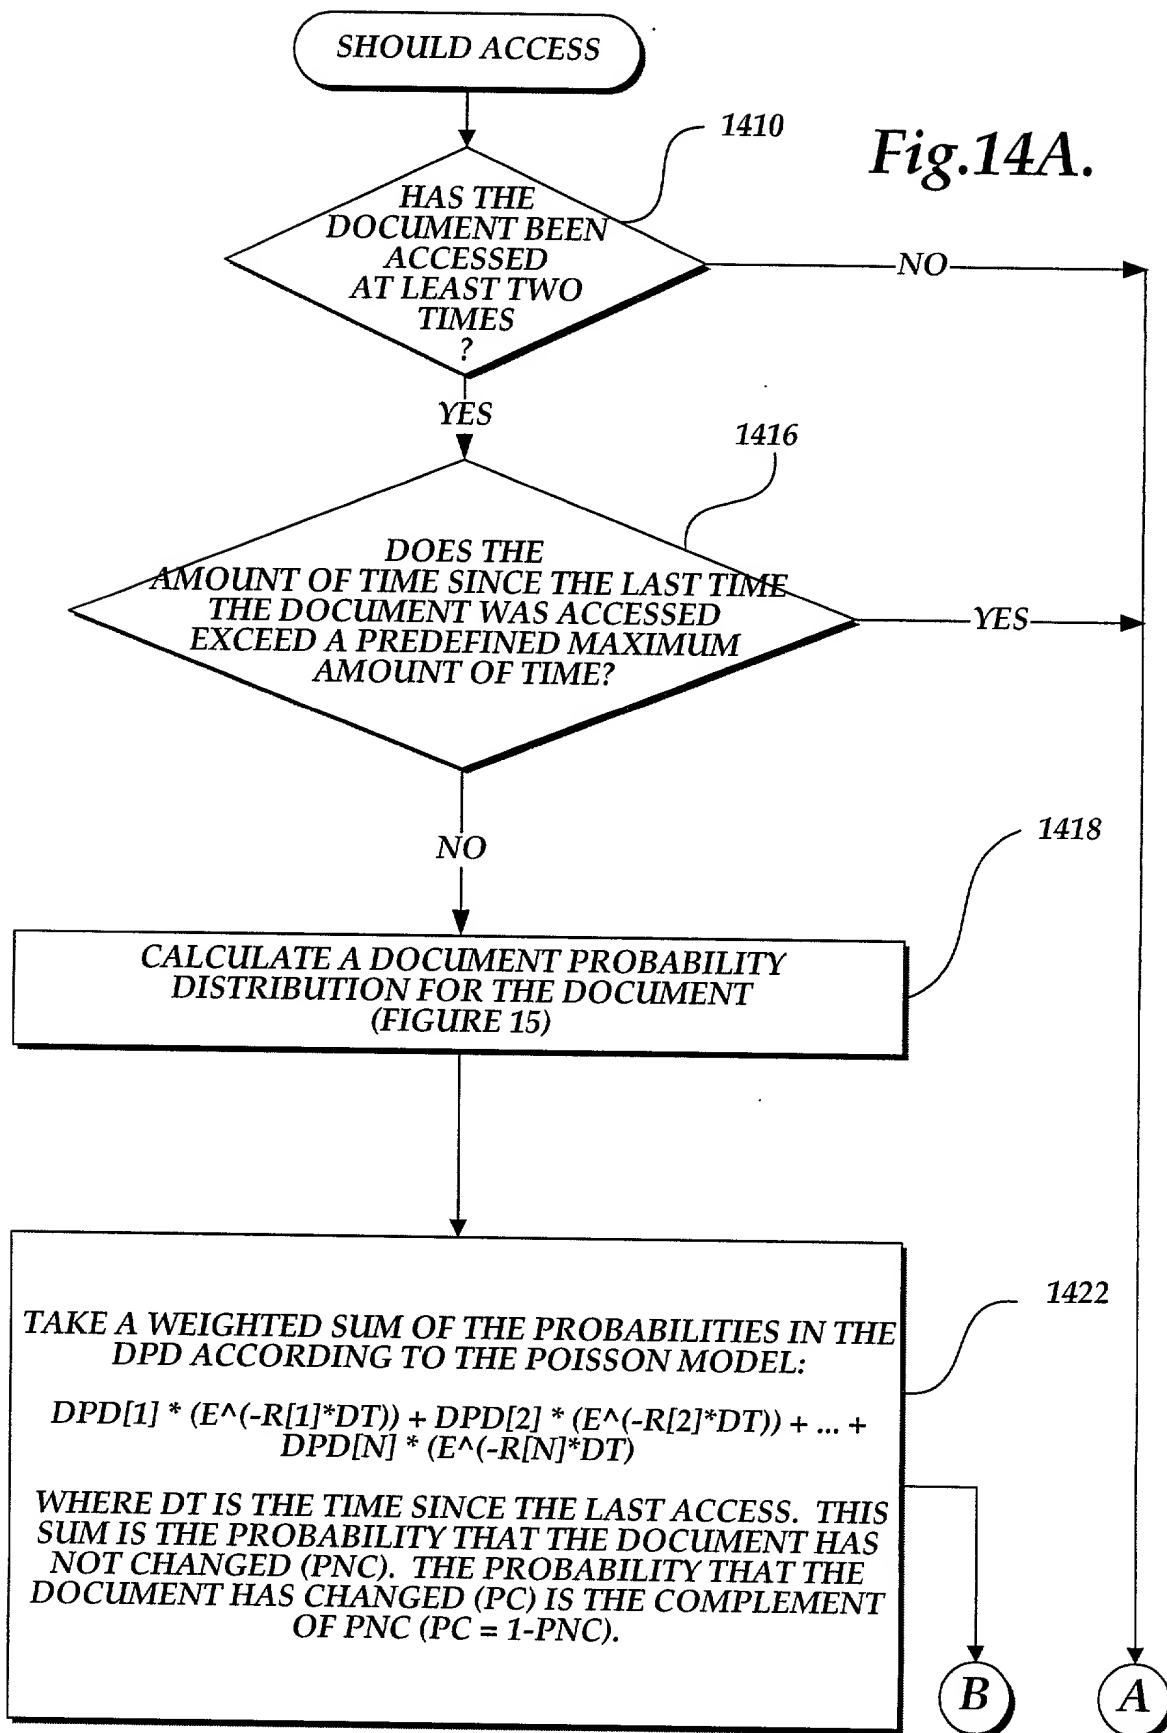 SHOULD ACCESS
1410
Fig.14A.
HAS THE
DOCUMENT BEEN
ACCESSED
AT LEAST TWO
TIMES
?
NO
YES
1416
DOES THE
AMOUNT OF TIME SINCE THE LAST TIME
THE DOCUMENT WAS ACCESSED
EXCEED A PREDEFINED MAXIMUM
AMOUNT OF TIME?
YES
NO
1418
CALCULATE A DOCUMENT PROBABILITY
DISTRIBUTION FOR THE DOCUMENT
(FIGURE 15)
1422
TAKE A WEIGHTED SUM OF THE PROBABILITIES IN THE
DPD ACCORDING TO THE POISSON MODEL:
DPD[1] * (E^(-R[1]*DT)) + DPD[2] * (E^(-R[2]*DT)) + ... +
DPD[N] * (E^(-R[N]*DT)
WHERE DT IS THE TIME SINCE THE LAST ACCESS. THIS
SUM IS THE PROBABILITY THAT THE DOCUMENT HAS
NOT CHANGED (PNC). THE PROBABILITY THAT THE
DOCUMENT HAS CHANGED (PC) IS THE COMPLEMENT
OF PNC (PC = 1-PNC).
B
A